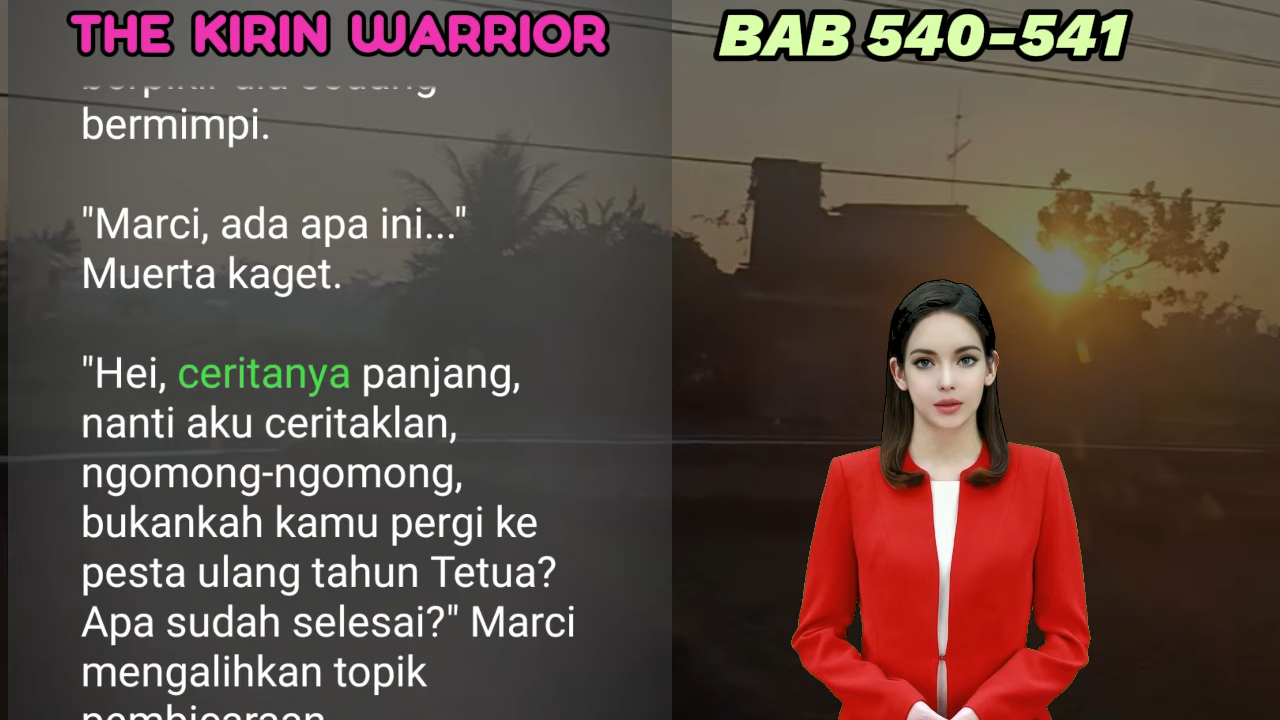 THE KIRIN WARRIOR
BAB 540-541
bermimpi.
"Marci, ada apa ini..."
Muerta kaget.
"Hei, ceritanya panjang,
nanti aku ceritaklan,
ngomong-ngomong,
bukankah kamu pergi ke
pesta ulang tahun Tetua?
Apa sudah selesai?" Marci
mengalihkan topik